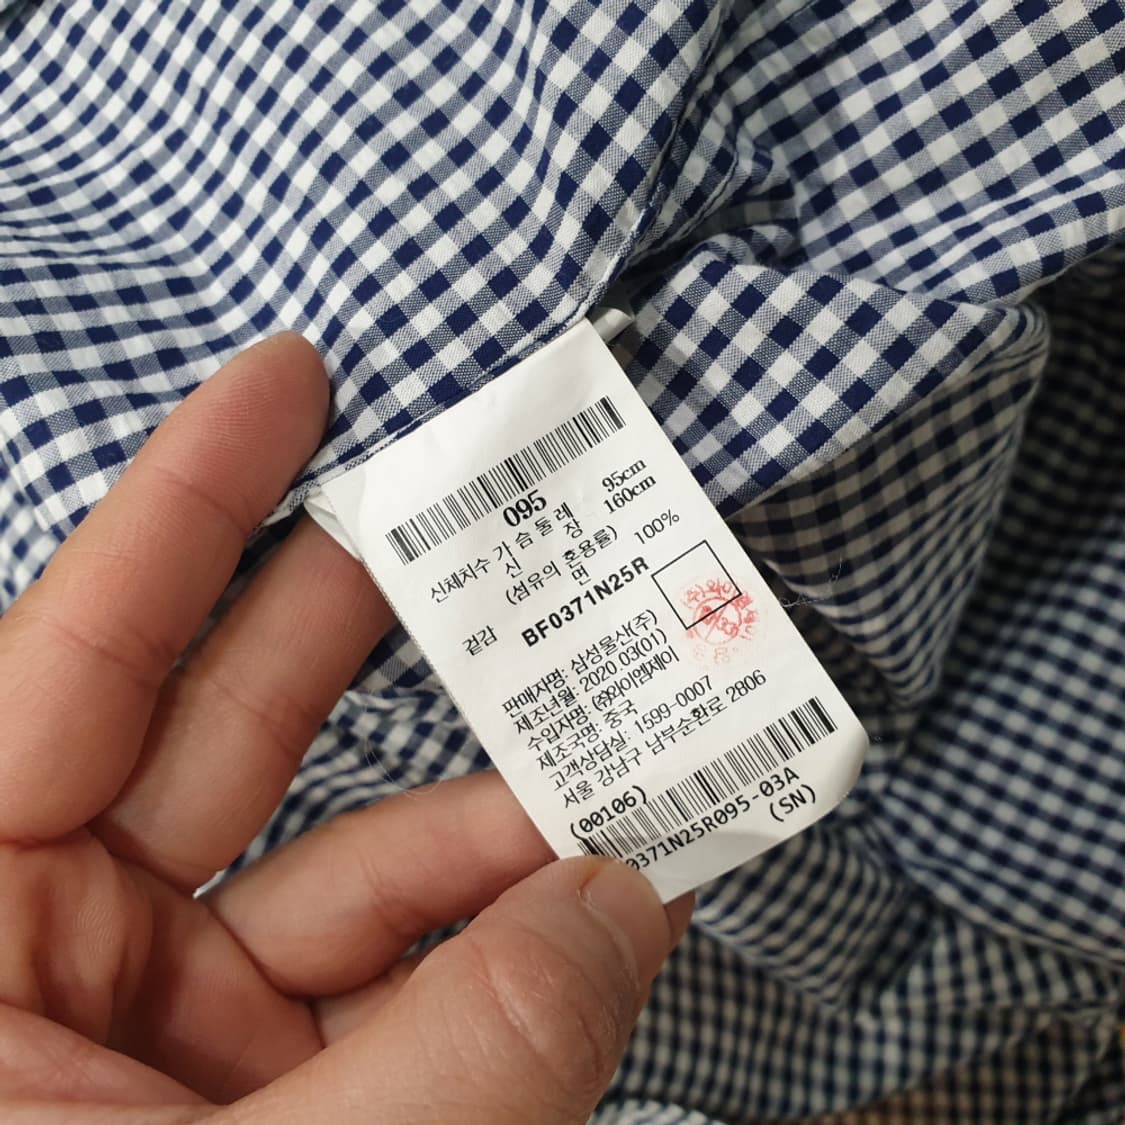 095
신체치수 가슴둘레 95cm
신 장 160cm
(섬유의 혼용률)
겉감 면 100%
BF0371N25R
판매자명: 삼성물산(주)
제조년월: 2020 03(01)
수입자명: (주)와이엠제이
제조국명: 중국
고객상담실: 1599-0007
서울 강남구 남부순환로 2806
(00106)
0371N25R095-03A
(SN)